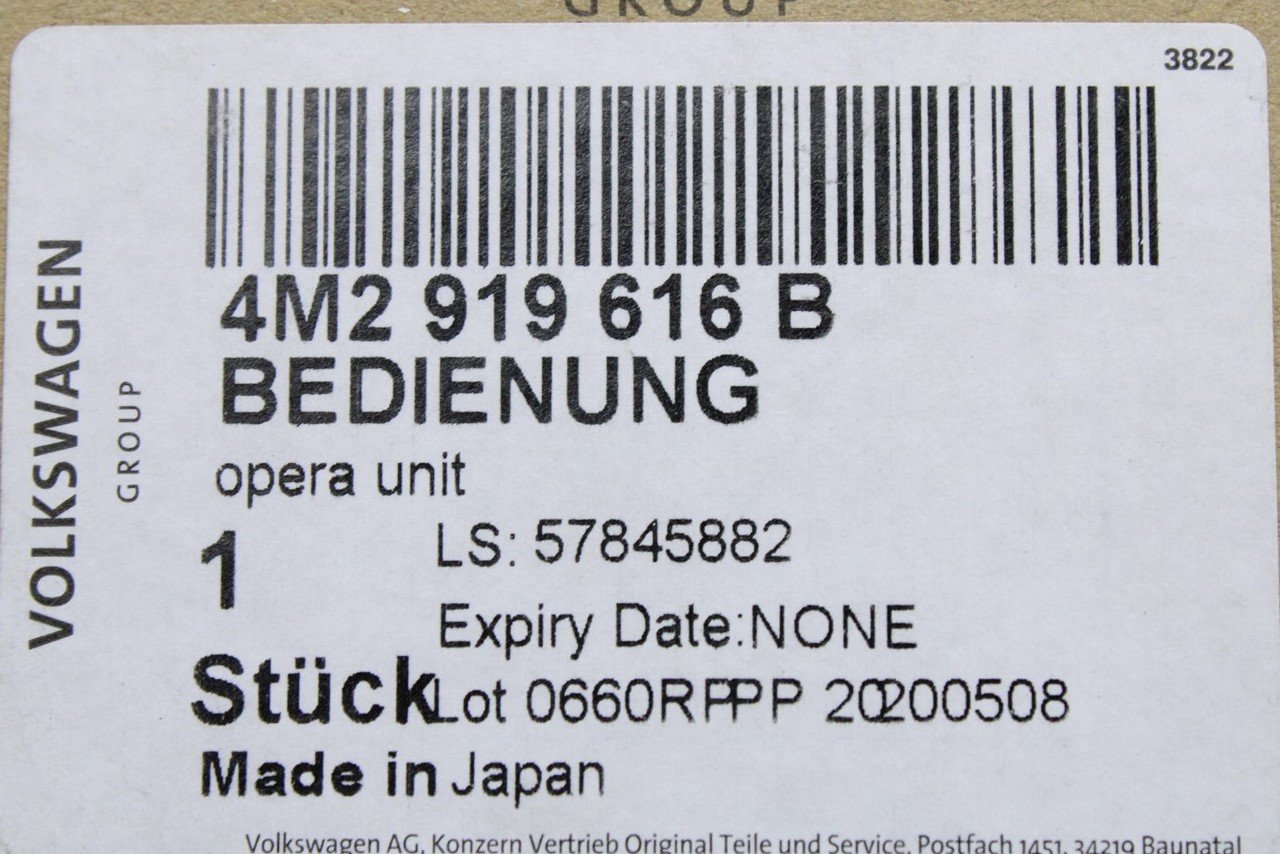 GROUP
3822
VOLKSWAGEN
GROUP
4M2 919 616 B
BEDIENUNG
opera unit
1
LS: 57845882
Expiry Date:NONE
Stück Lot 0660RPPP 20200508
Made in Japan
Volkswagen AG, Konzern Vertrieb Original Teile und Service, Postfach 1451, 34219 Baunatal